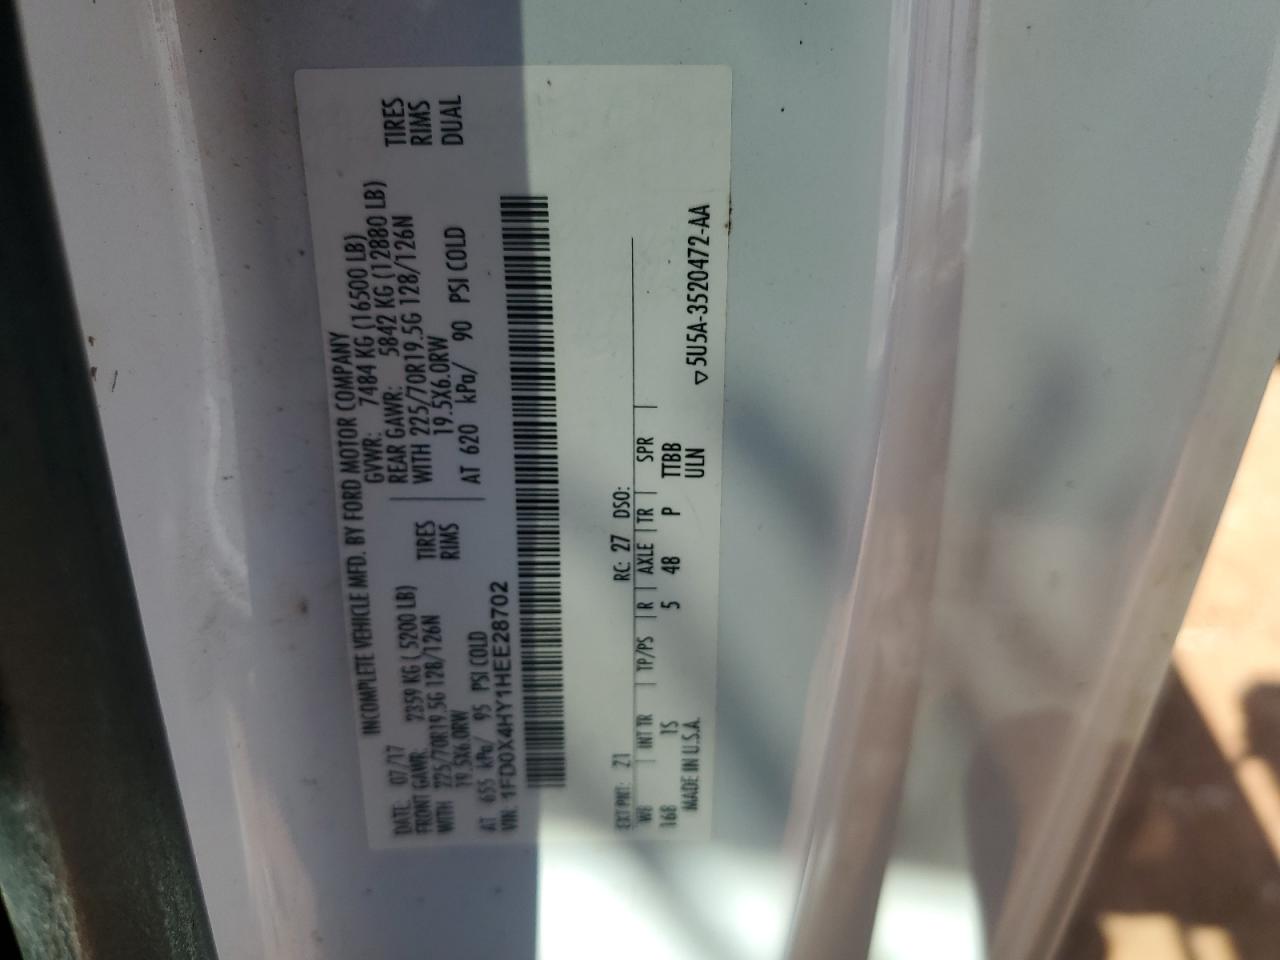 INCOMPLETE VEHICLE MFD. BY FORD MOTOR COMPANY
DATE: 07/17 GVWR: 7484 KG (16500 LB)
FRONT GAWR: 2359 KG (5200 LB) REAR GAWR: 5842 KG (12880 LB)
WITH 225/70R19.5G 128/126N TIRES WITH 225/70R19.5G 128/126N TIRES
19.5X6.0RW RIMS 19.5X6.0RW RIMS
AT 655 kPa/ 95 PSI COLD AT 620 kPa/ 90 PSI COLD DUAL
VIN: 1FD0X4HY1HEE28702
EXT PNT: Z1 RC: 27 DSO:
WB INT TR TP/PS R AXLE TR SPR
168 1S 5 48 P TTBB
MADE IN U.S.A. ULN
▽5U5A-3520472-AA